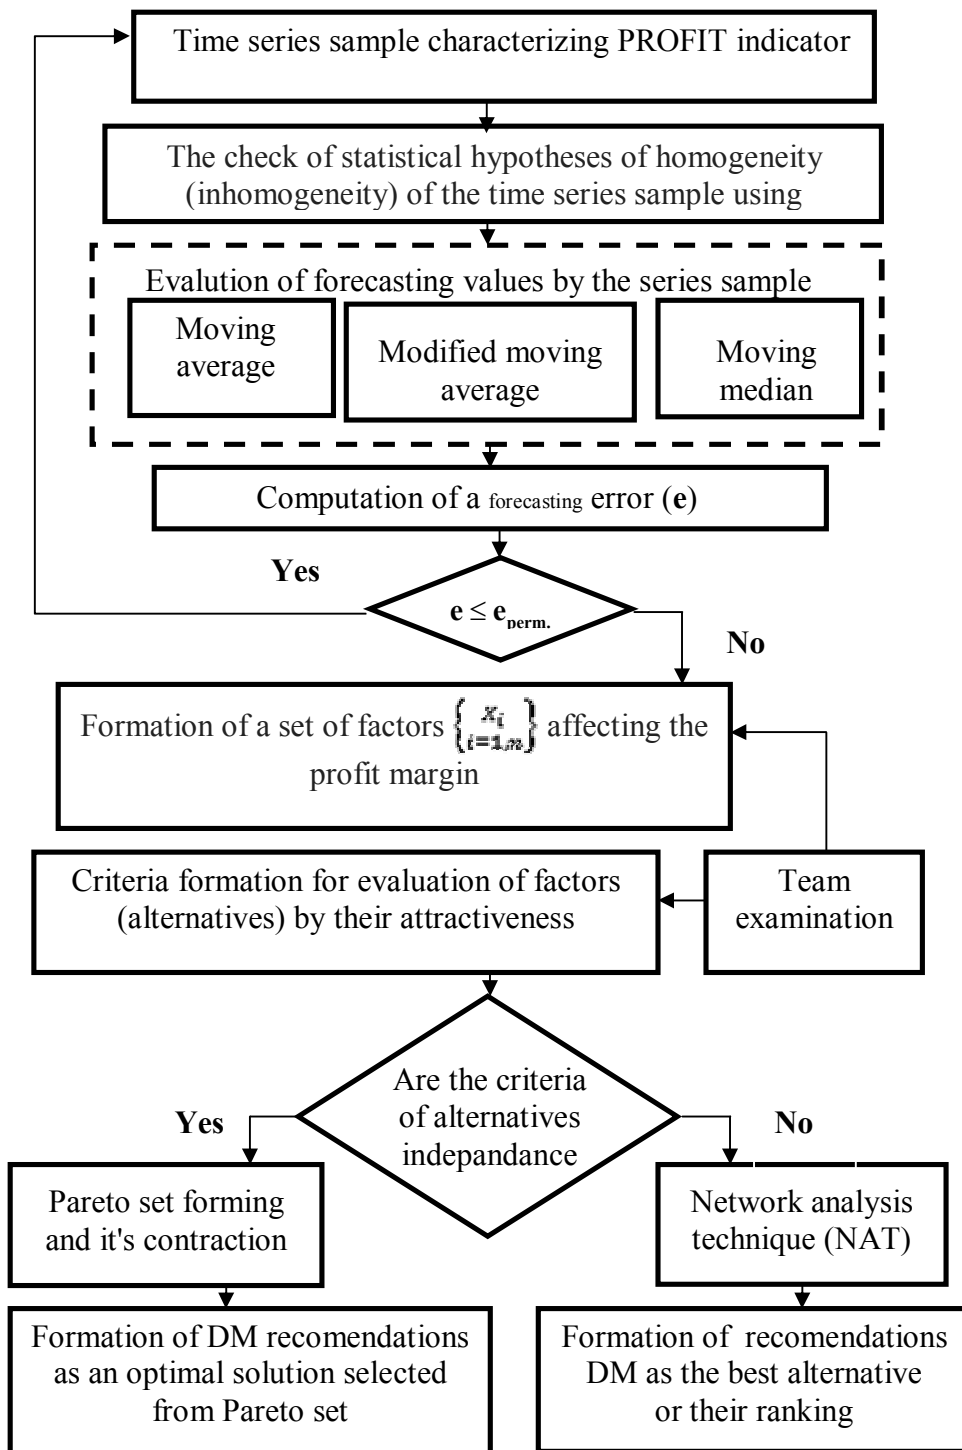 Time series sample characterizing PROFIT indicator
The check of statistical hypotheses of homogeneity
(inhomogeneity) of the time series sample using
Evalution of forecasting values by the series sample
Moving
average
Modified moving
average
Moving
median
Computation of a forecasting error (e)
Yes
e ≤ e perm.
No
Formation of a set of factors { x_i i=1,n } affecting the
profit margin
Criteria formation for evaluation of factors
(alternatives) by their attractiveness
Team
examination
Are the criteria
of alternatives
indepandance
Yes
No
Pareto set forming
and it's contraction
Network analysis
technique (NAT)
Formation of DM recomendations
as an optimal solution selected
from Pareto set
Formation of recomendations
DM as the best alternative
or their ranking